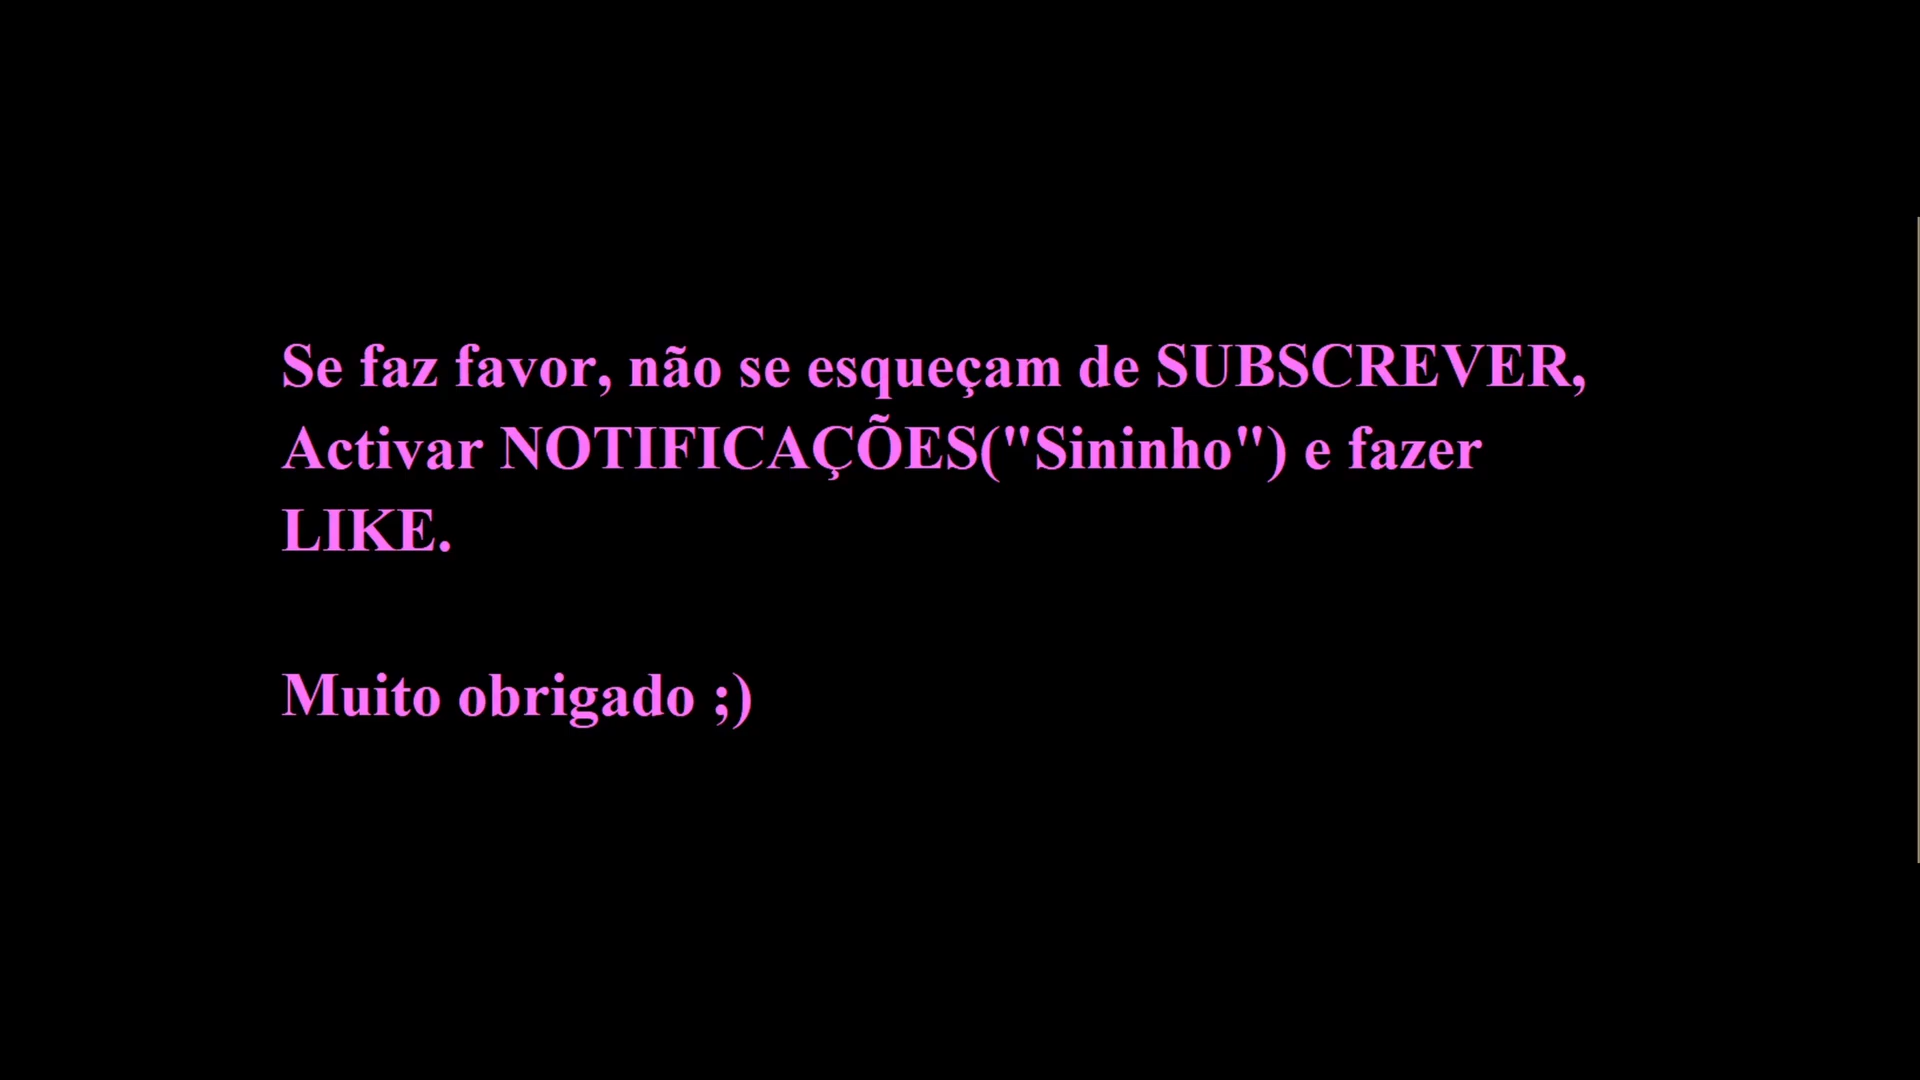 Se faz favor, não se esqueçam de SUBSCREVER,
Activar NOTIFICAÇÕES("Sininho") e fazer
LIKE.
Muito obrigado ;)